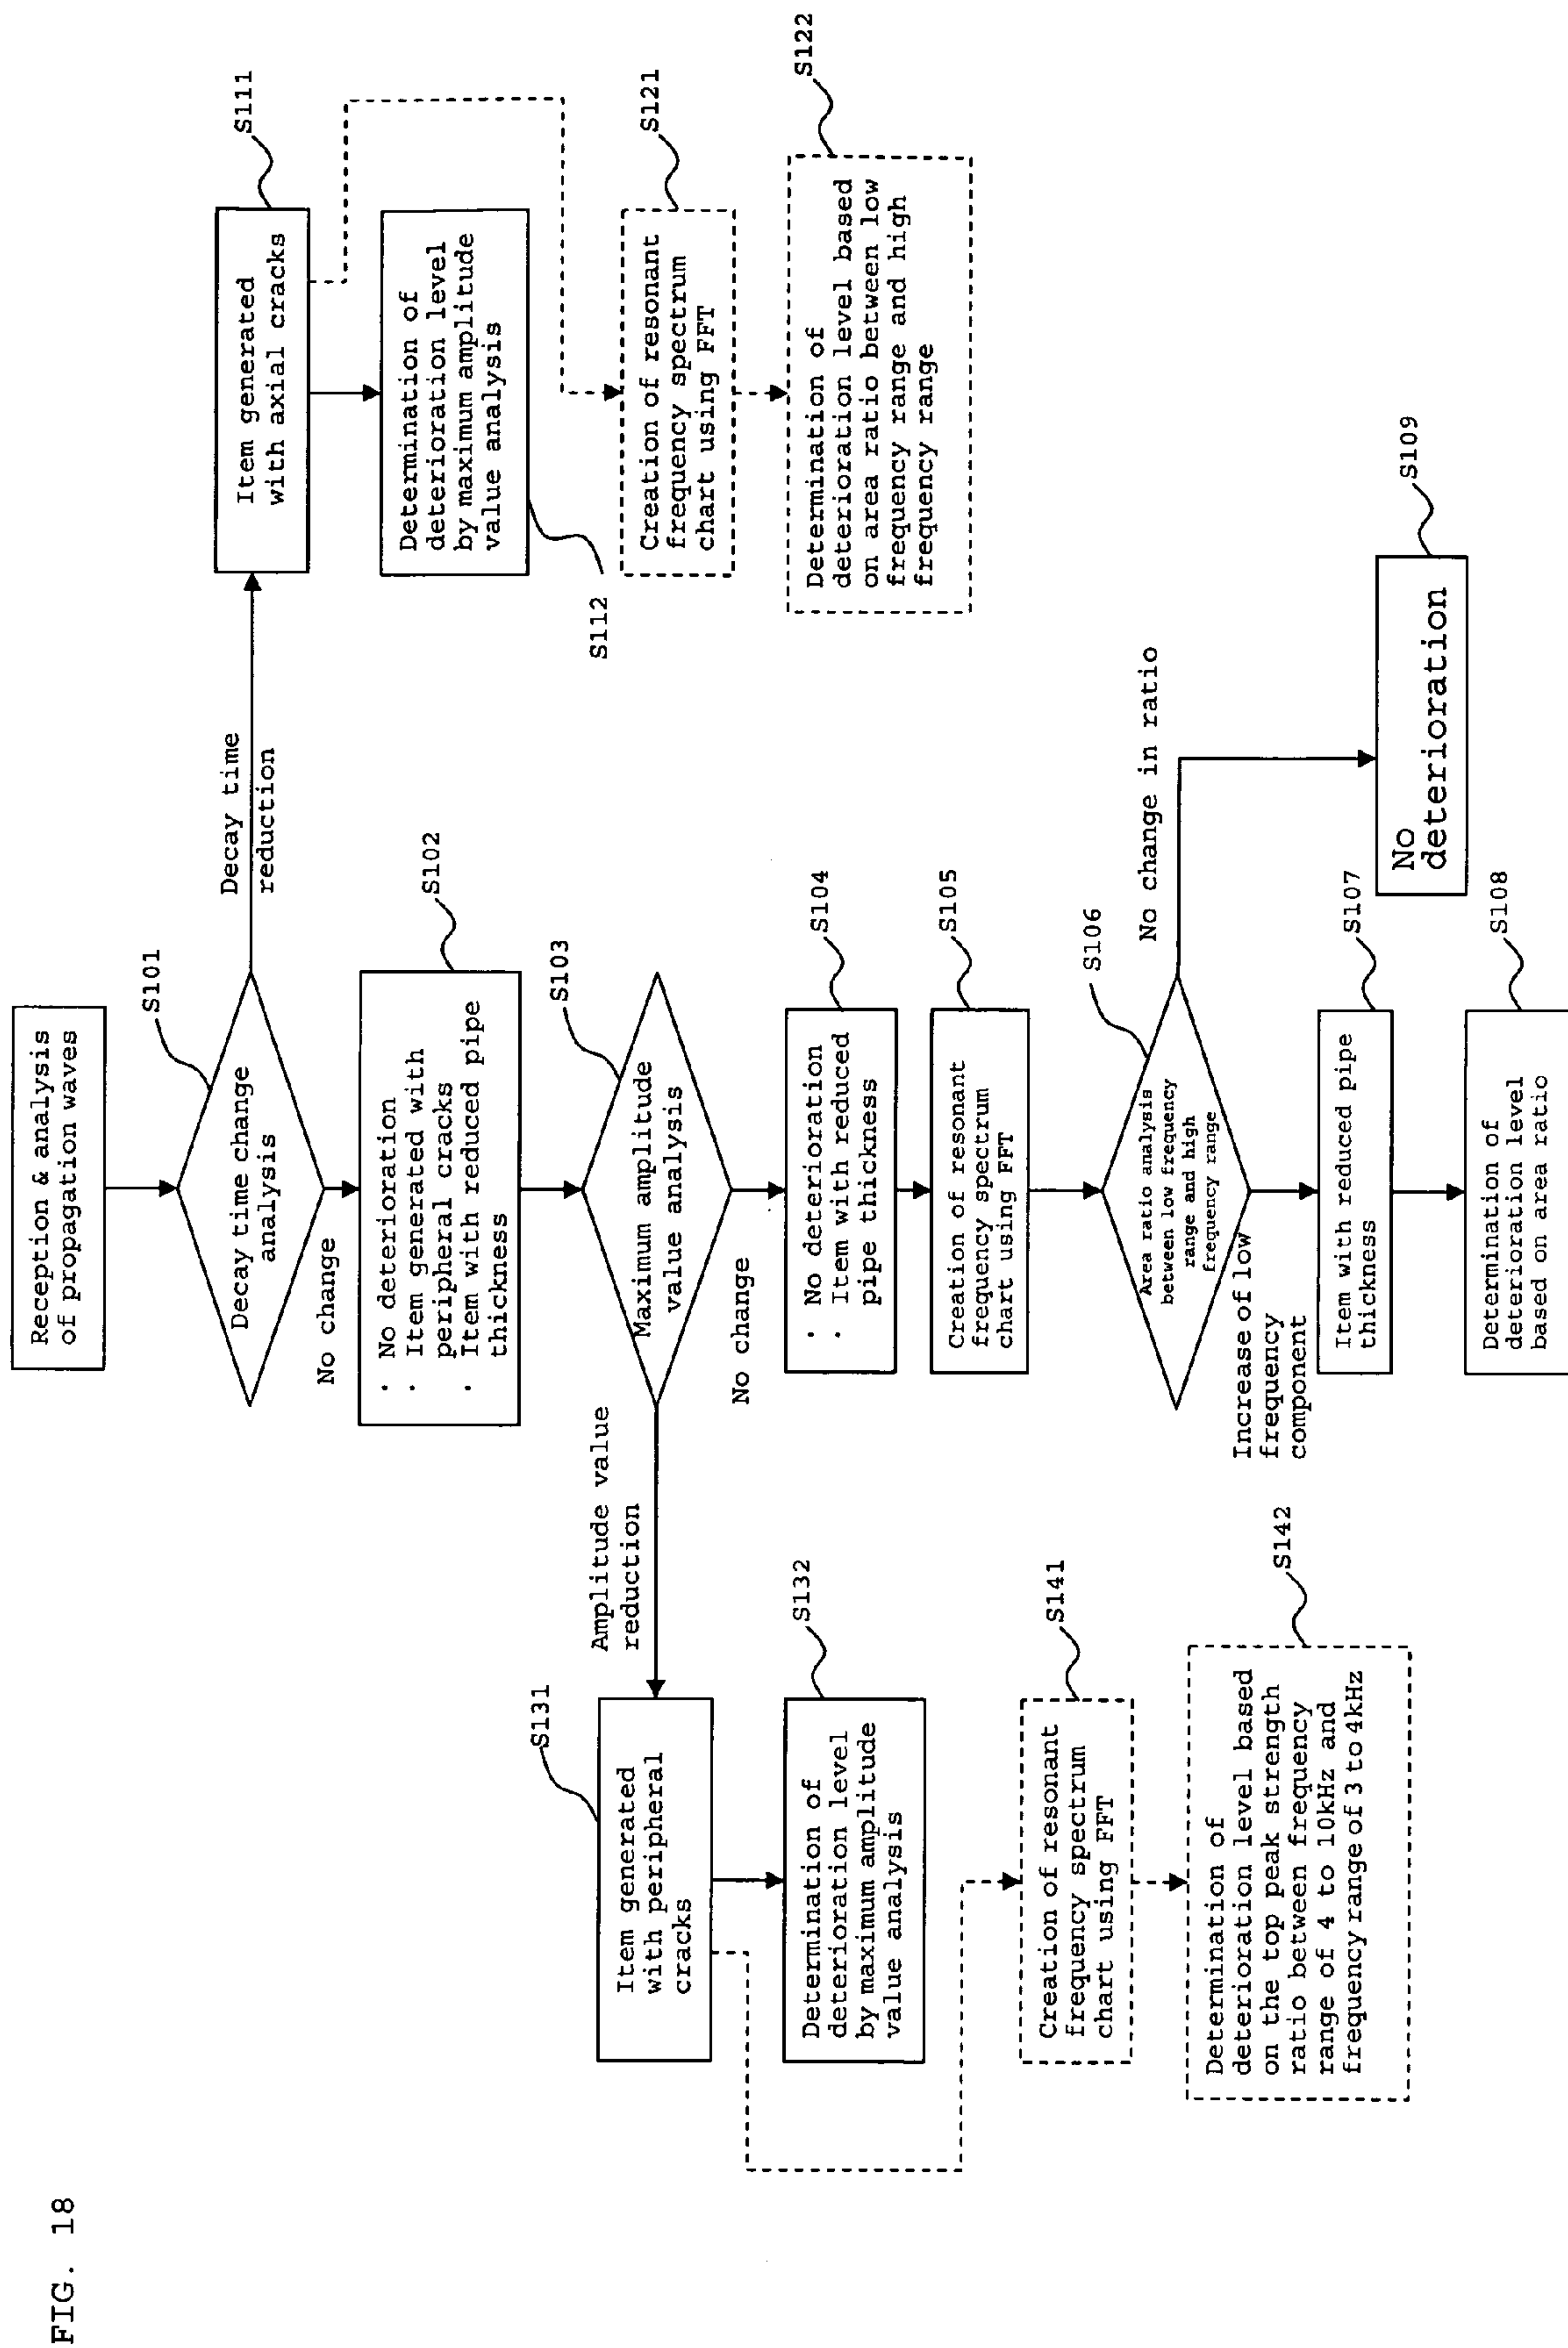 FIG. 18
Reception & analysis
of propagation waves
S101
Decay time change
analysis
Decay time
reduction
No change
S111
Item generated
with axial cracks
Determination of
deterioration level
by maximum amplitude
value analysis
S112
S121
Creation of resonant
frequency spectrum
chart using FFT
S122
Determination of
deterioration level based
on area ratio between low
frequency range and high
frequency range
S102
· No deterioration
· Item generated with
peripheral cracks
· Item with reduced pipe
thickness
S103
Maximum amplitude
value analysis
Amplitude value
reduction
No change
S131
Item generated
with peripheral
cracks
S132
Determination of
deterioration level
by maximum amplitude
value analysis
S141
Creation of resonant
frequency spectrum
chart using FFT
S142
Determination of
deterioration level based
on the top peak strength
ratio between frequency
range of 4 to 10kHz and
frequency range of 3 to 4kHz
S104
· No deterioration
· Item with reduced
pipe thickness
S105
Creation of resonant
frequency spectrum
chart using FFT
S106
Area ratio analysis
between low frequency
range and high
frequency range
No change in ratio
Increase of low
frequency
component
S109
No
deterioration
S107
Item with reduced pipe
thickness
S108
Determination of
deterioration level
based on area ratio